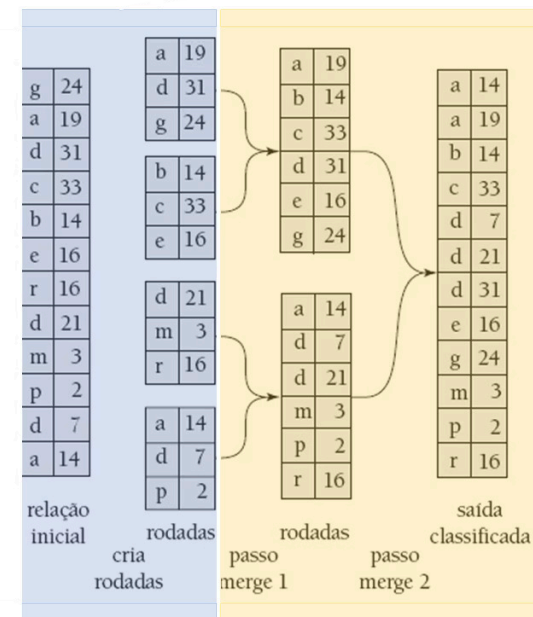 g 24
a 19
d 31
c 33
b 14
e 16
r 16
d 21
m 3
p 2
d 7
a 14
relação
inicial
a 19
d 31
g 24
b 14
c 33
e 16
d 21
m 3
r 16
a 14
d 7
p 2
rodadas
cria
rodadas
a 19
b 14
c 33
d 31
e 16
g 24
a 14
d 7
d 21
m 3
p 2
r 16
rodadas
passo
merge 1
passo
merge 2
a 14
a 19
b 14
c 33
d 7
d 21
d 31
e 16
g 24
m 3
p 2
r 16
saída
classificada